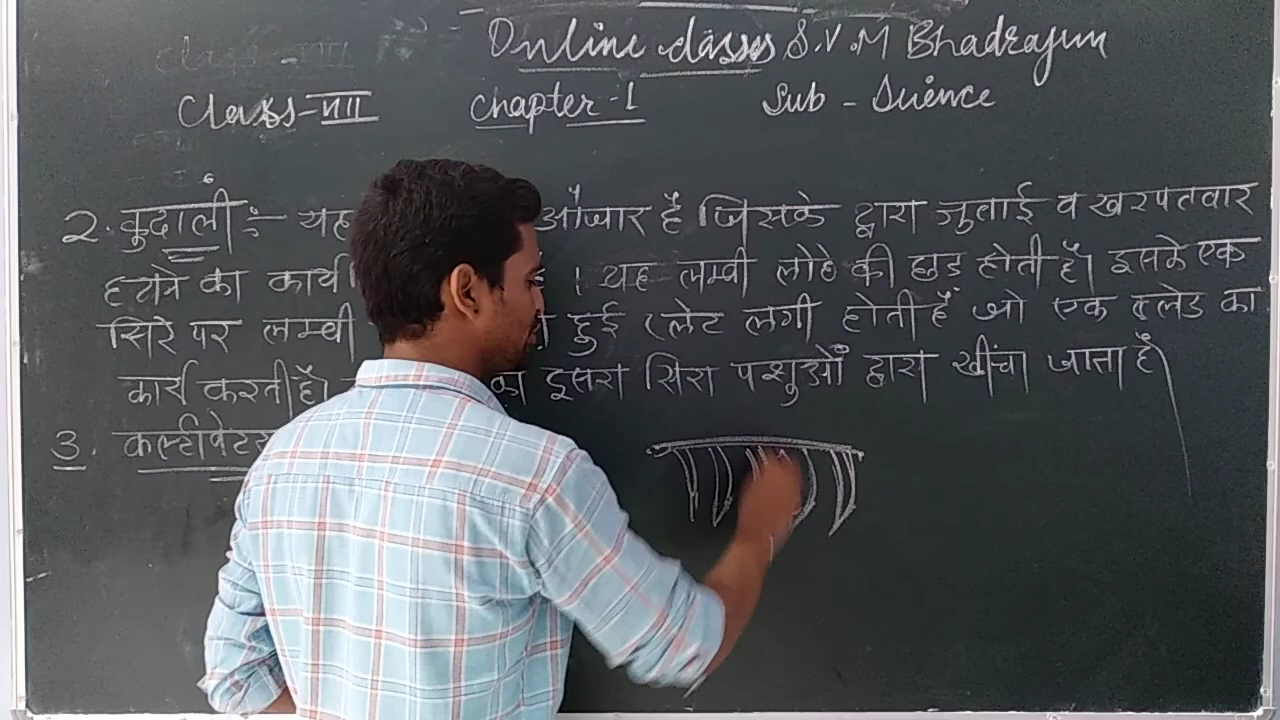 Online classes S.V.M Bhadrajun
Class-VIII Chapter-1 Sub - Science
2. कुदाली :- यह औजार है जिसके द्वारा जुताई व खरपतवार
हटाने का कार्य । यह लम्बी लोहे की छड़ होती है। इसके एक
सिरे पर लम्बी हुई प्लेट लगी होती है जो एक ब्लेड का
कार्य करती है। का दूसरा सिरा पशुओं द्वारा खींचा जाता है
3. कल्टीवेटर